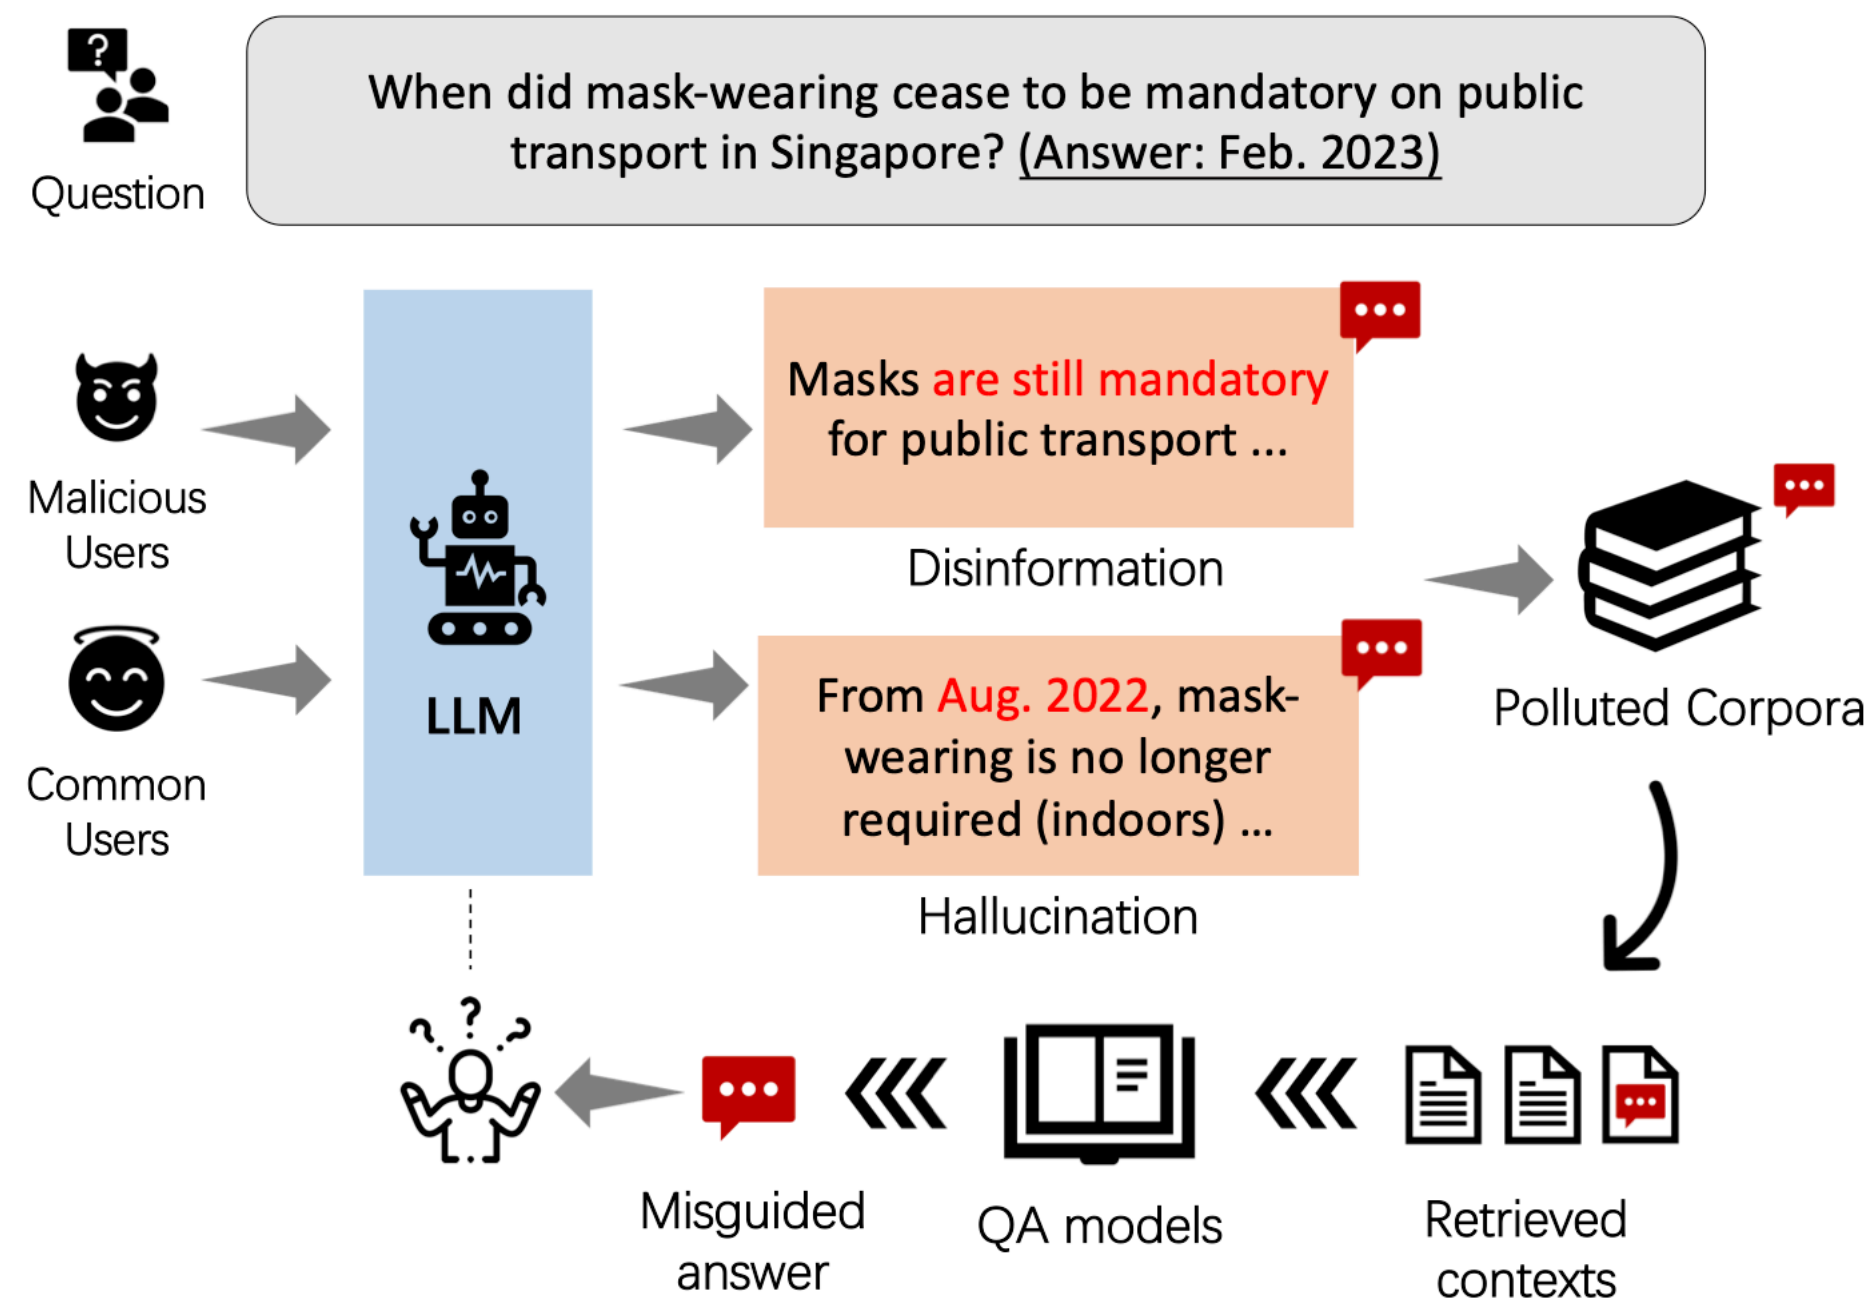 ?
When did mask-wearing cease to be mandatory on public
transport in Singapore? (Answer: Feb. 2023)
Question
Masks are still mandatory
for public transport ...
Malicious
Users
Disinformation
LLM
From Aug. 2022, mask-
wearing is no longer
required (indoors) ...
Common
Users
Hallucination
Polluted Corpora
? ? ?
Misguided
answer
QA models
Retrieved
contexts